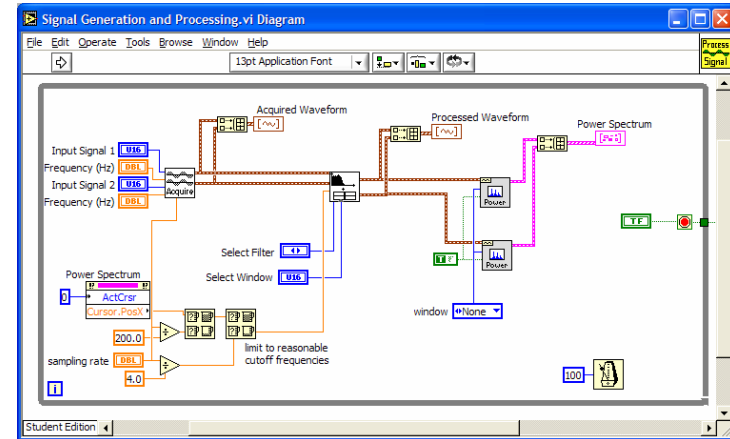 Signal Generation and Processing.vi Diagram
File Edit Operate Tools Browse Window Help
13pt Application Font
Process
Signal
Acquired Waveform
Processed Waveform
Power Spectrum
Input Signal 1 U16
Frequency (Hz) DBL
Input Signal 2 U16
Frequency (Hz) DBL
Acquire
Power
TF
Select Filter
Power
T F
Select Window U16
Power Spectrum
0 ActCrsr
Cursor.PosX
window None
200.0
limit to reasonable
cutoff frequencies
sampling rate DBL
4.0
100
i
Student Edition